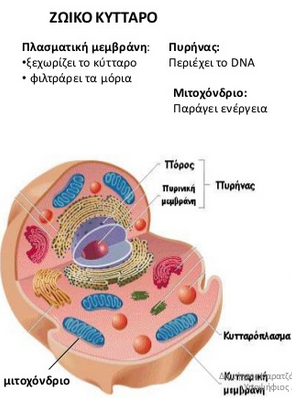 ΖΩΙΚΟ ΚΥΤΤΑΡΟ
Πλασματική μεμβράνη:
•ξεχωρίζει το κύτταρο
• φιλτράρει τα μόρια
Πυρήνας:
Περιέχει το DNA
Μιτοχόνδριο:
Παράγει ενέργεια
Πόρος
Πυρινική
μεμβράνη
Πυρήνας
Κυτταρόπλασμα
μιτοχόνδριο
Κυτταρική
μεμβράνη